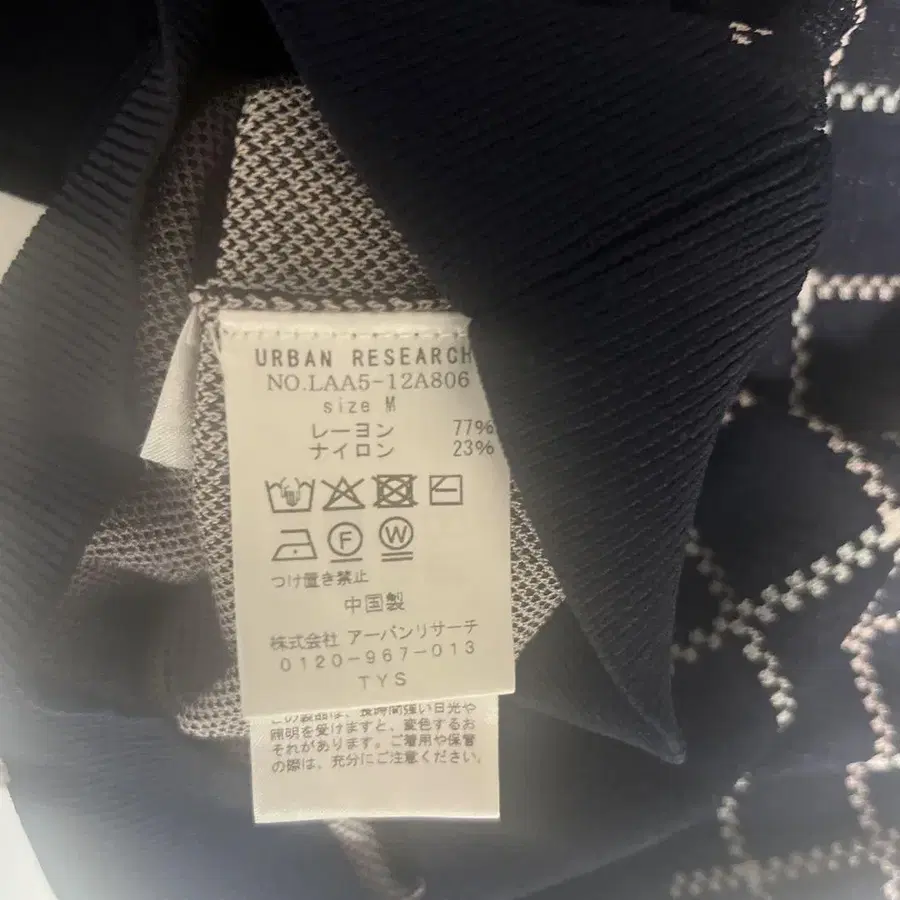 URBAN RESEARCH
NO.LAA5-12A806
size M
レーヨン 77%
ナイロン 23%
F W
つけ置き禁止
中国製
株式会社 アーバンリサーチ
0120-967-013
TYS
この製品は、長時間強い日光や
照明を受けますと、変色するお
それがあります。ご着用や保管
の際は、充分にご注意ください。